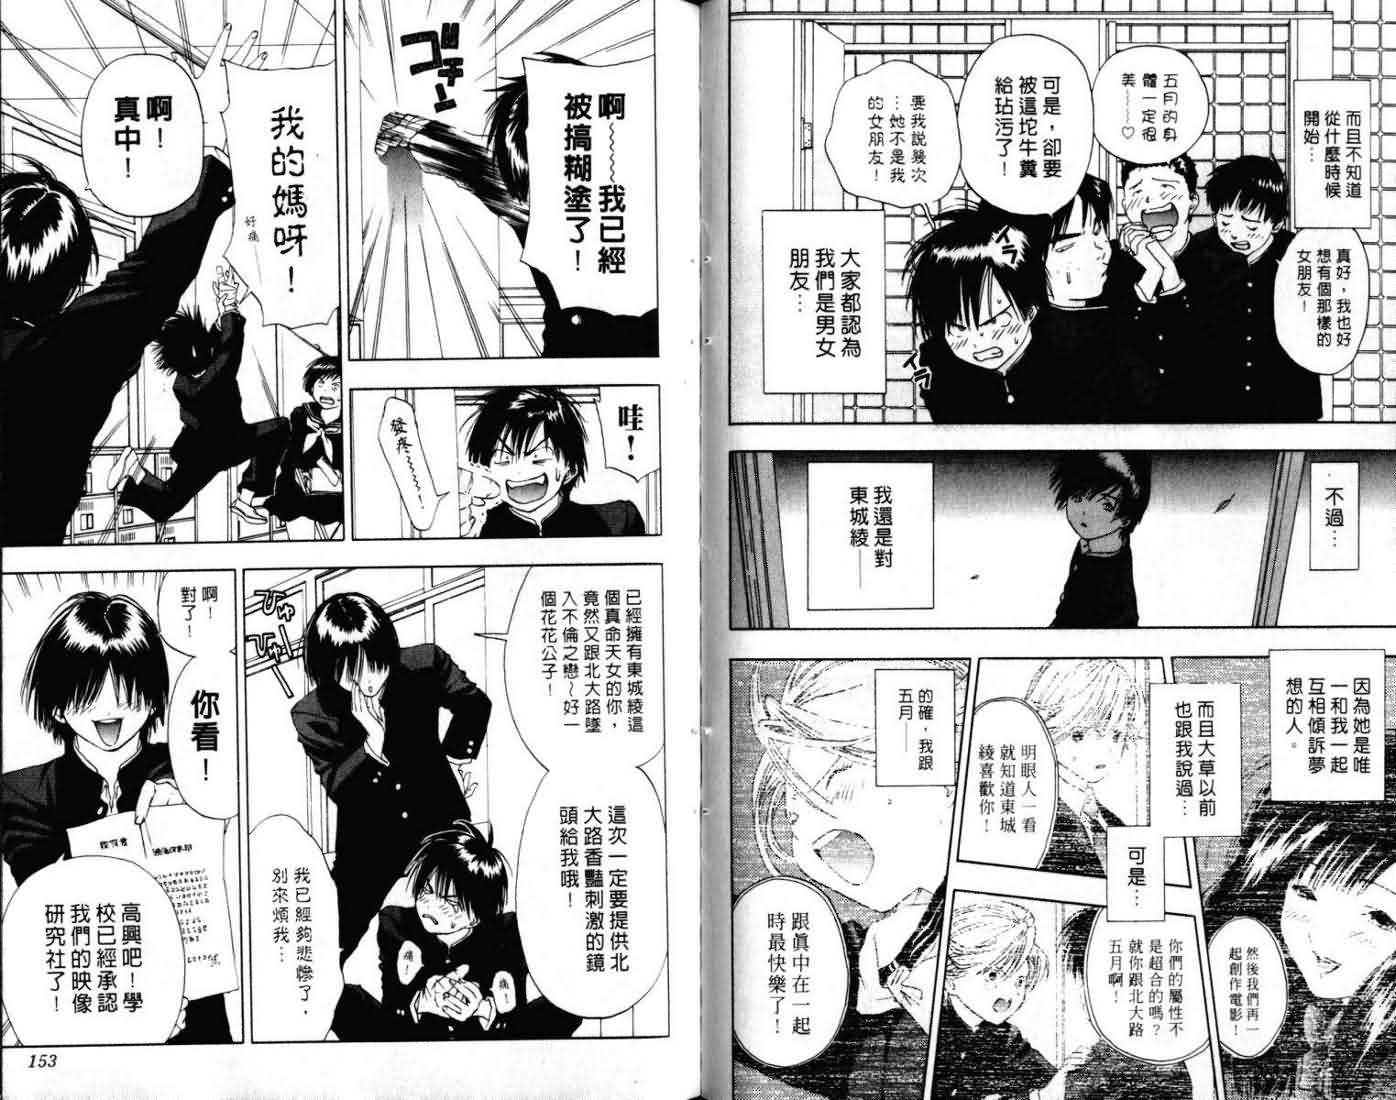 而且不知道
從什麼時候
開始…
真好，我也好
想有個那樣的
女朋友！
五月的身
體一定很
美～～～♡
可是，卻要
被這坨牛糞
給玷污了！
要我說幾次
…她不是我
的女朋友！
イラ
イラ
大家都認為
我們是男女
朋友…
不過…
我還是對
東城綾——
因為她是唯
一和我一起
互相傾訴夢
想的人。
然後我們再一
起創作電影！
而且大草以前
也跟我說過…
明眼人一看
就知道東城
綾喜歡你！
可是…
你們的屬性不
是超合的嗎？
就你跟北大路
五月啊！
的確，我跟
五月——
跟真中在一起
時最快樂了！
啊～～～我已經
被搞糊塗了！
ゴチーン
我的媽呀！
好痛
啊！
真中！
哇！
發疼～～～
已經擁有東城綾這
個真命天女的你，
竟然又跟北大路墜
入不倫之戀～好一
個花花公子！
這次一定要提供北
大路香豔刺激的鏡
頭給我哦！
ひゅー
ひゅー
我已經夠悲慘了，
別來煩我…
痛！
痛！
啊！
對了！
你看！
高興吧！學
校已經承認
我們的映像
研究社了！
153